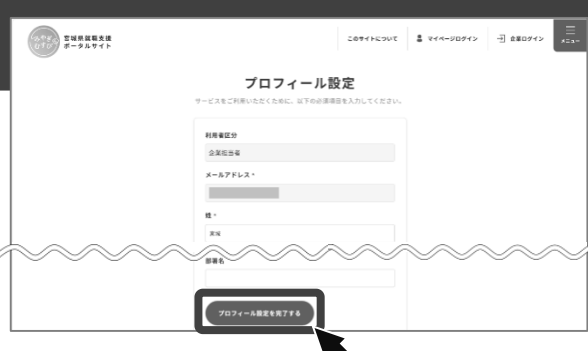 みやぎ
むすび
宮城県就職支援
ポータルサイト
このサイトについて
マイページログイン
企業ログイン
メニュー
プロフィール設定
サービスをご利用いただくために、以下の必須項目を入力してください。
利用者区分
企業担当者
メールアドレス *
姓 *
宮城
部署名
プロフィール設定を完了する